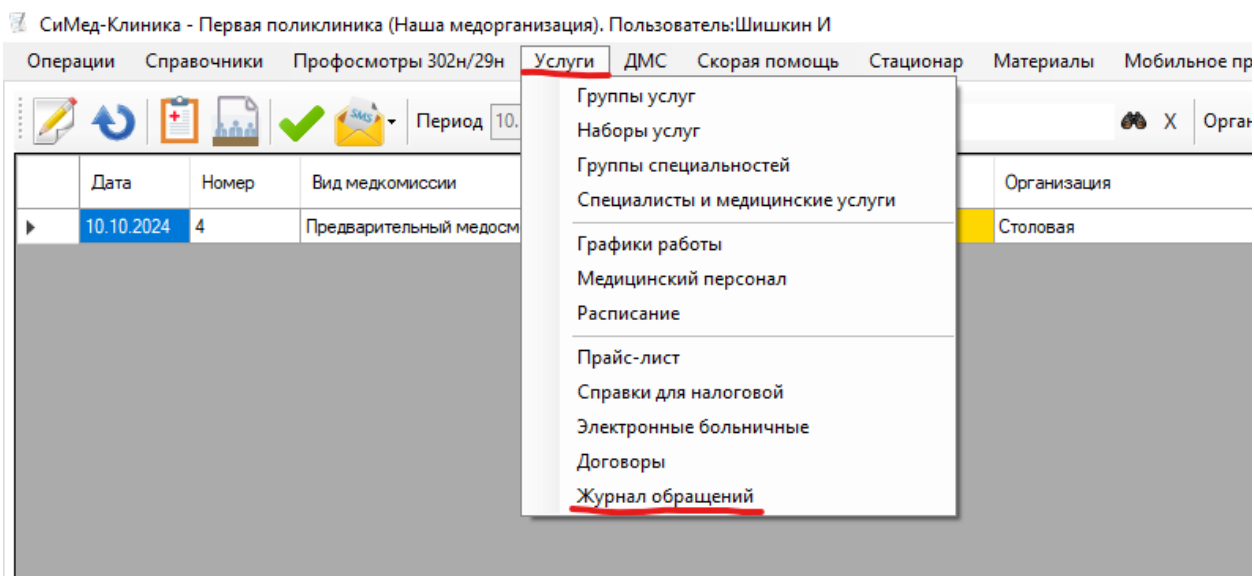 СиМед-Клиника - Первая поликлиника (Наша медорганизация). Пользователь:Шишкин И
Операции Справочники Профосмотры 302н/29н Услуги ДМС Скорая помощь Стационар Материалы Мобильное пр
SMS Период 10. X Орган
Дата Номер Вид медкомиссии Организация
10.10.2024 4 Предварительный медосм Столовая
Группы услуг
Наборы услуг
Группы специальностей
Специалисты и медицинские услуги
Графики работы
Медицинский персонал
Расписание
Прайс-лист
Справки для налоговой
Электронные больничные
Договоры
Журнал обращений